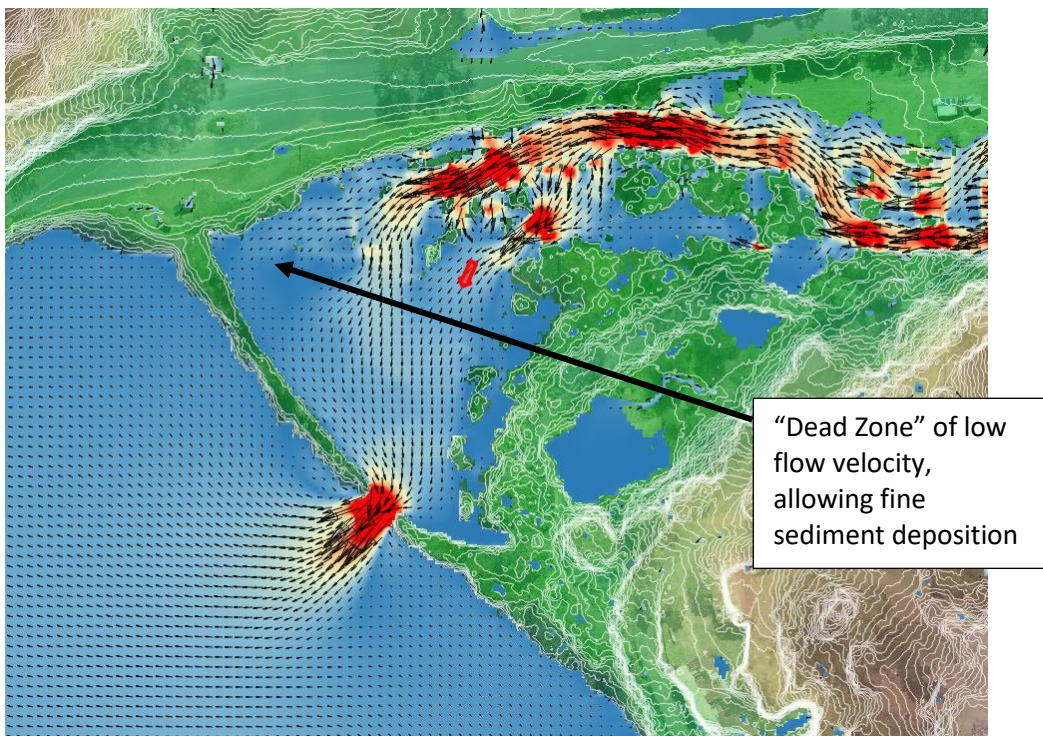 “Dead Zone” of low
flow velocity,
allowing fine
sediment deposition